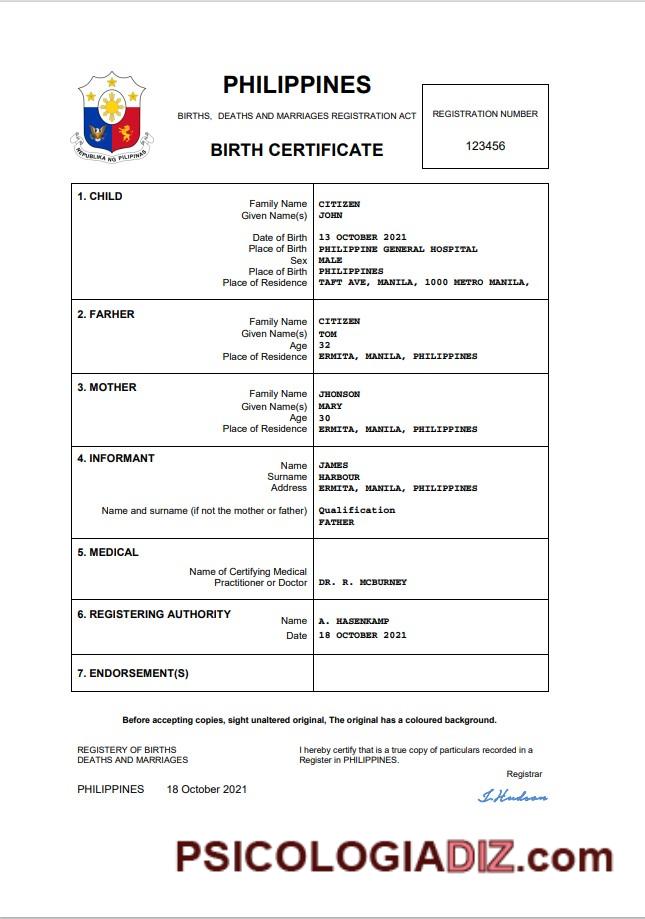 PHILIPPINES
BIRTHS, DEATHS AND MARRIAGES REGISTRATION ACT
BIRTH CERTIFICATE
REPUBLIKA NG PILIPINAS
REGISTRATION NUMBER
123456
1. CHILD
Family Name CITIZEN
Given Name(s) JOHN
Date of Birth 13 OCTOBER 2021
Place of Birth PHILIPPINE GENERAL HOSPITAL
Sex MALE
Place of Birth PHILIPPINES
Place of Residence TAFT AVE, MANILA, 1000 METRO MANILA,
2. FARHER
Family Name CITIZEN
Given Name(s) TOM
Age 32
Place of Residence ERMITA, MANILA, PHILIPPINES
3. MOTHER
Family Name JHONSON
Given Name(s) MARY
Age 30
Place of Residence ERMITA, MANILA, PHILIPPINES
4. INFORMANT
Name JAMES
Surname HARBOUR
Address ERMITA, MANILA, PHILIPPINES
Name and surname (if not the mother or father) Qualification
FATHER
5. MEDICAL
Name of Certifying Medical
Practitioner or Doctor DR. R. MCBURNEY
6. REGISTERING AUTHORITY
Name A. HASENKAMP
Date 18 OCTOBER 2021
7. ENDORSEMENT(S)
Before accepting copies, sight unaltered original, The original has a coloured background.
REGISTERY OF BIRTHS
DEATHS AND MARRIAGES
I hereby certify that is a true copy of particulars recorded in a
Register in PHILIPPINES.
Registrar
PHILIPPINES 18 October 2021
J. Hudson
PSICOLOGIADIZ.com